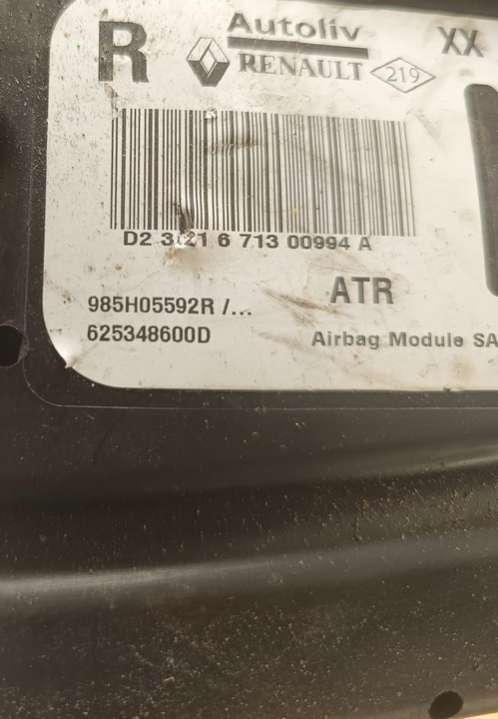 R
Autoliv
XX
RENAULT
219
D2 3 21 6 713 00994 A
ATR
985H05592R /...
625348600D
Airbag Module SA